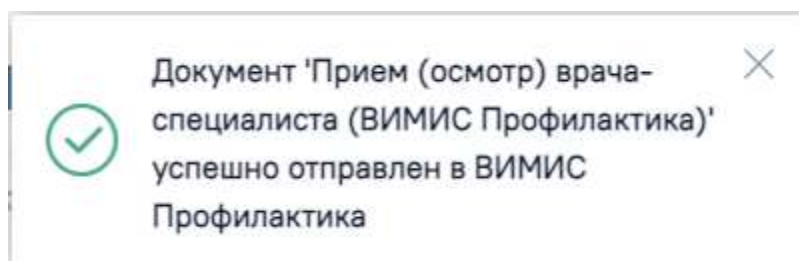 Документ 'Прием (осмотр) врача-
специалиста (ВИМИС Профилактика)'
успешно отправлен в ВИМИС
Профилактика